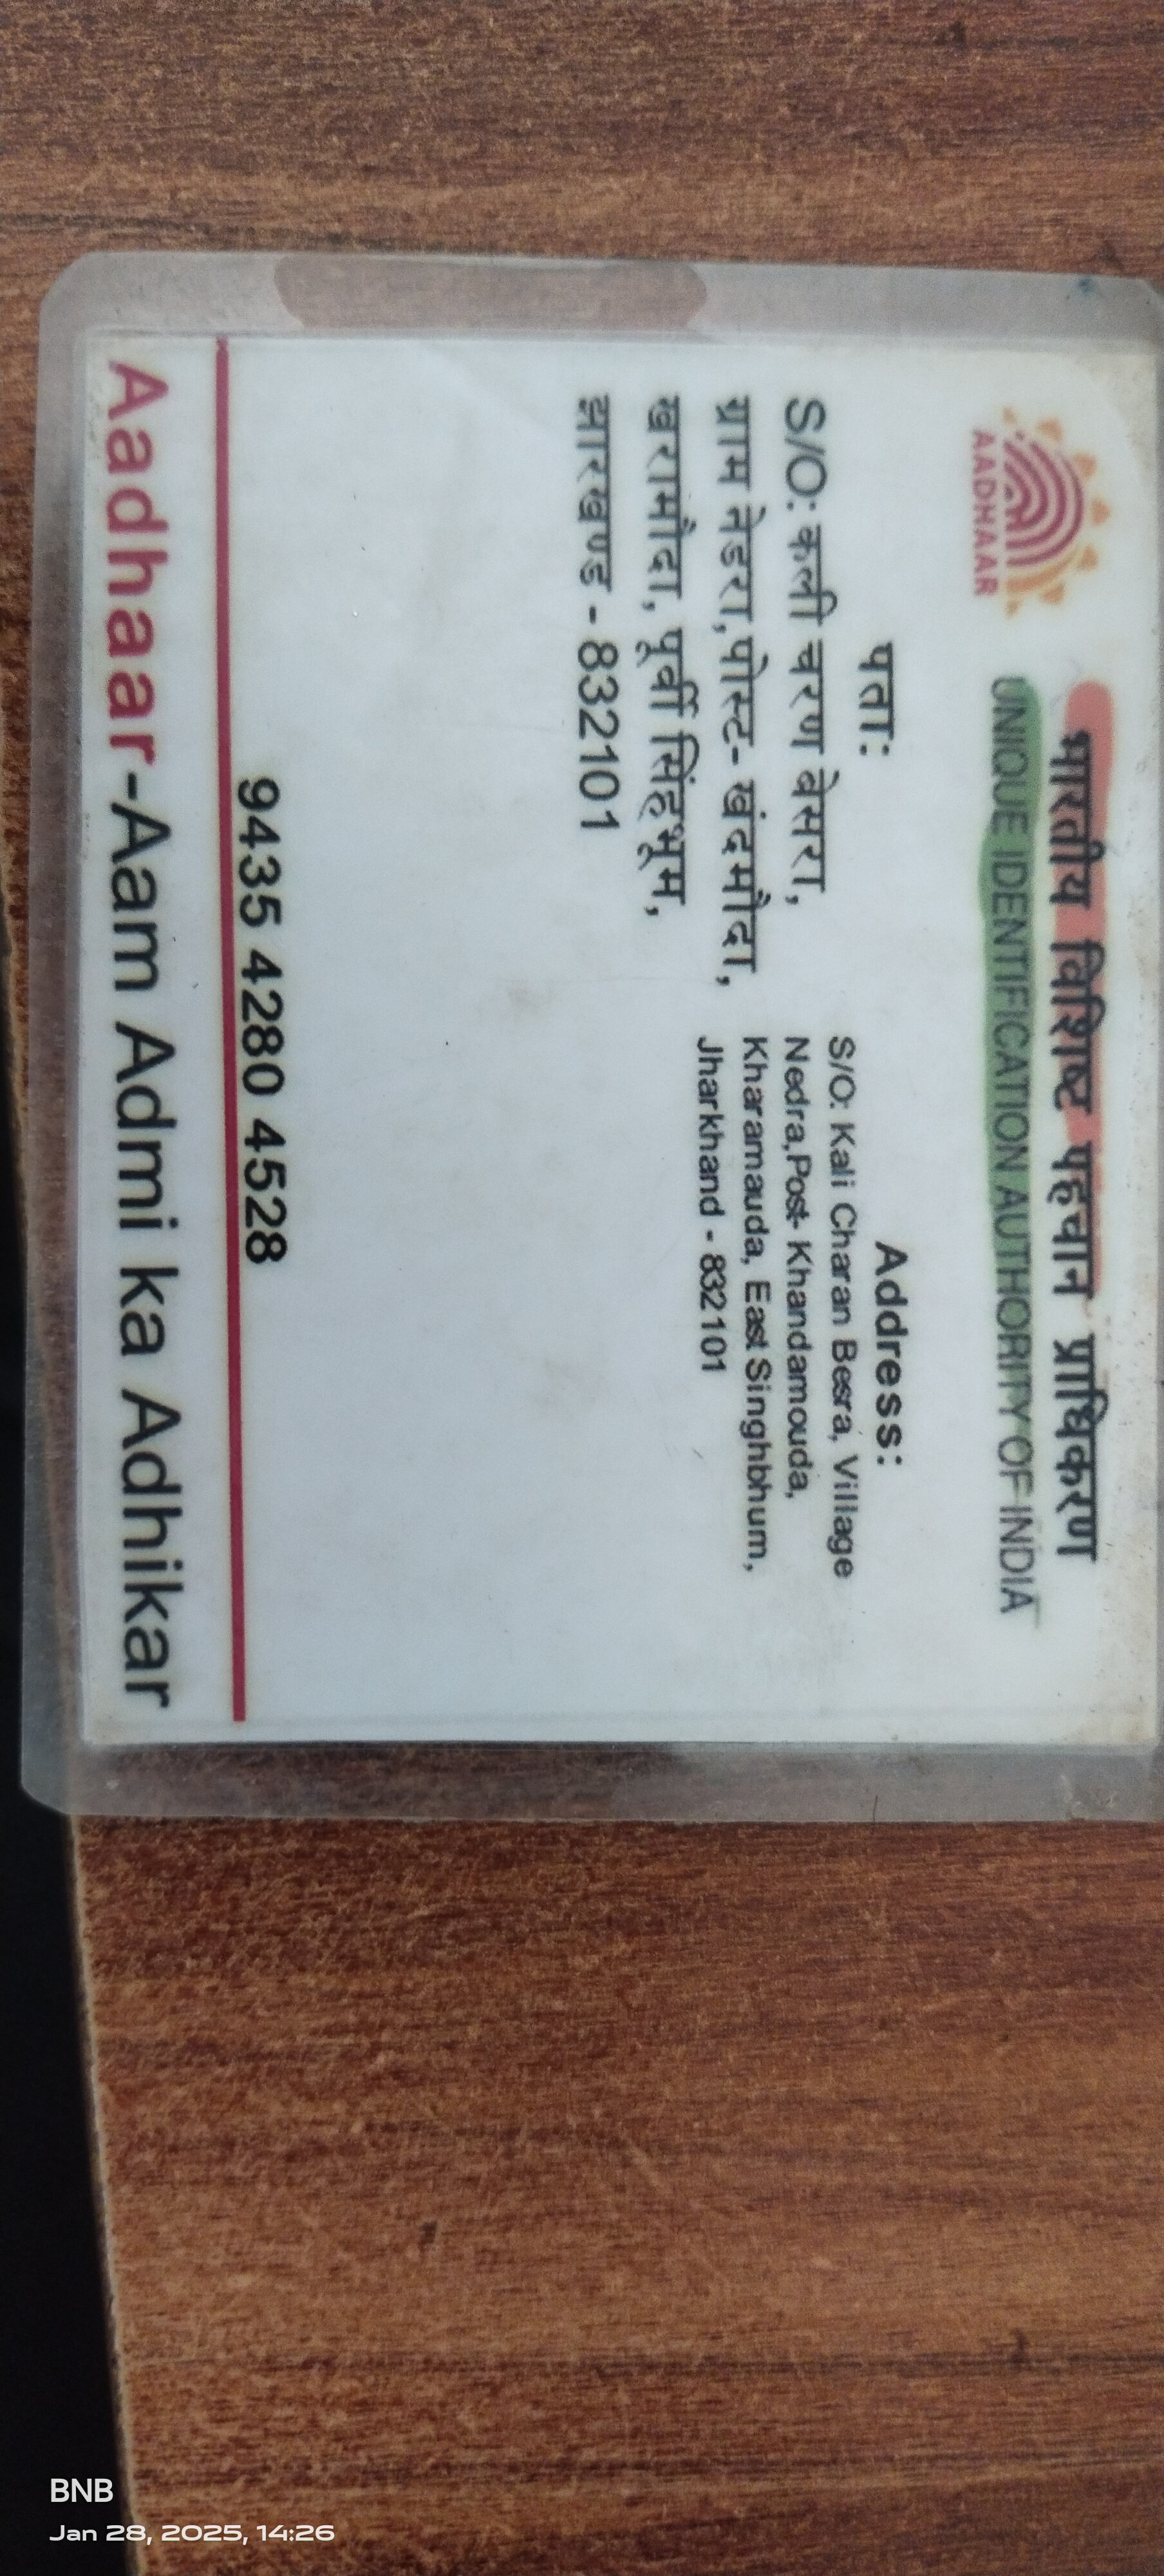 AADHAAR
भारतीय विशिष्ट पहचान प्राधिकरण
UNIQUE IDENTIFICATION AUTHORITY OF INDIA
पता:
S/O: कली चरण बेसरा,
ग्राम नेडरा,पोस्ट- खंदमौदा,
खरामौदा, पूर्वी सिंहभूम,
झारखण्ड - 832101
Address:
S/O: Kali Charan Besra, Village
Nedra,Post- Khandamouda,
Kharamauda, East Singhbhum,
Jharkhand - 832101
9435 4280 4528
Aadhaar-Aam Admi ka Adhikar
BNB
Jan 28, 2025, 14:26